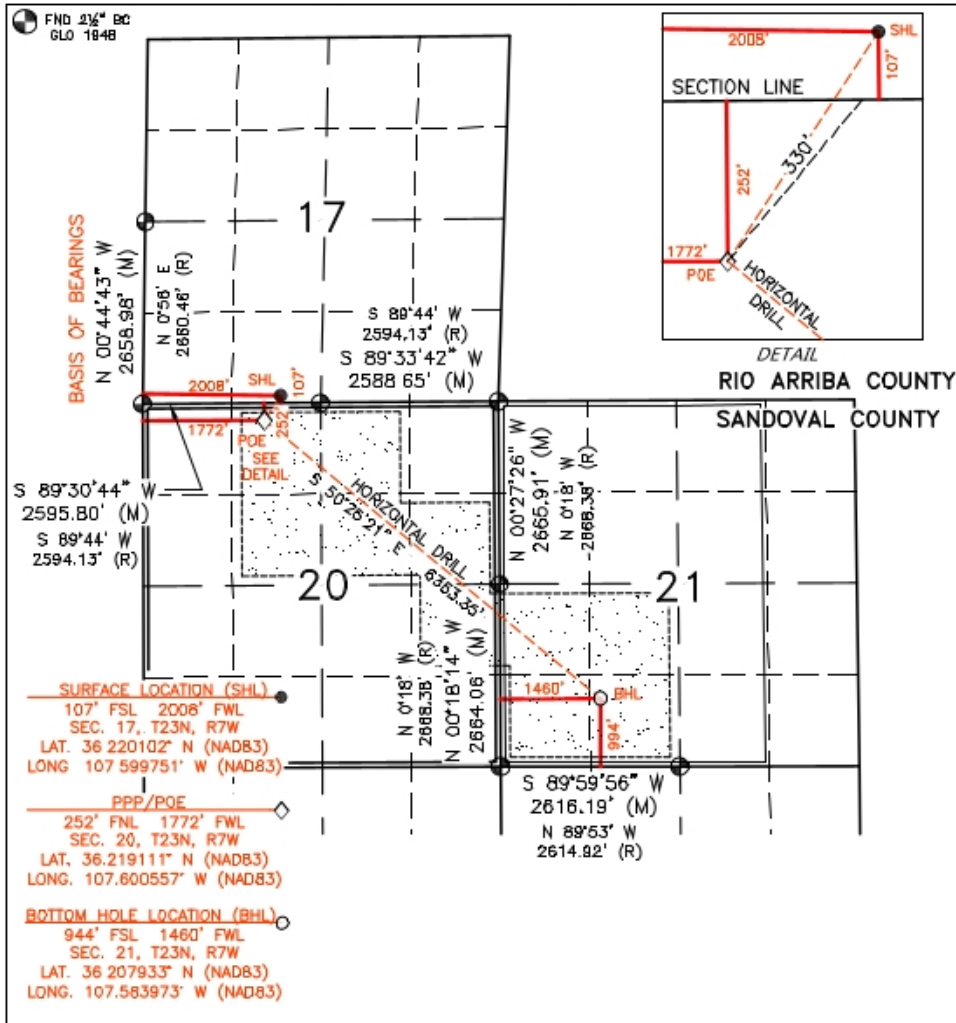 FND 2½" BC
GLO 1948
BASIS OF BEARINGS
N 00°44'43" W
2658.98' (M)
N 0°56' E
2660.46' (R)
17
S 89°44' W
2594.13' (R)
S 89°33'42" W
2588 65' (M)
2008'
SHL
107'
SECTION LINE
330'
252'
1772'
POE
HORIZONTAL
DRILL
DETAIL
RIO ARRIBA COUNTY
SANDOVAL COUNTY
2008'
SHL
107'
1772'
252'
POE
SEE
DETAIL
S 89°30'44" W
2595.80' (M)
S 89°44' W
2594.13' (R)
HORIZONTAL DRILL
S 50°25'21" E
6353.35'
N 00°27'26" W
2665.91' (M)
N 0°18' W
2668.38' (R)
20
21
N 0°18' W
2668.38' (R)
N 00°18'14" W
2664.06' (M)
1460'
BHL
994'
S 89°59'56" W
2616.19' (M)
N 89°53' W
2614.92' (R)
SURFACE LOCATION (SHL)
107' FSL 2008' FWL
SEC. 17, T23N, R7W
LAT. 36 220102° N (NAD83)
LONG 107 599751° W (NAD83)
PPP/POE
252' FNL 1772' FWL
SEC. 20, T23N, R7W
LAT. 36.219111° N (NAD83)
LONG. 107.600557° W (NAD83)
BOTTOM HOLE LOCATION (BHL)
944' FSL 1460' FWL
SEC. 21, T23N, R7W
LAT. 36 207933° N (NAD83)
LONG. 107.583973° W (NAD83)